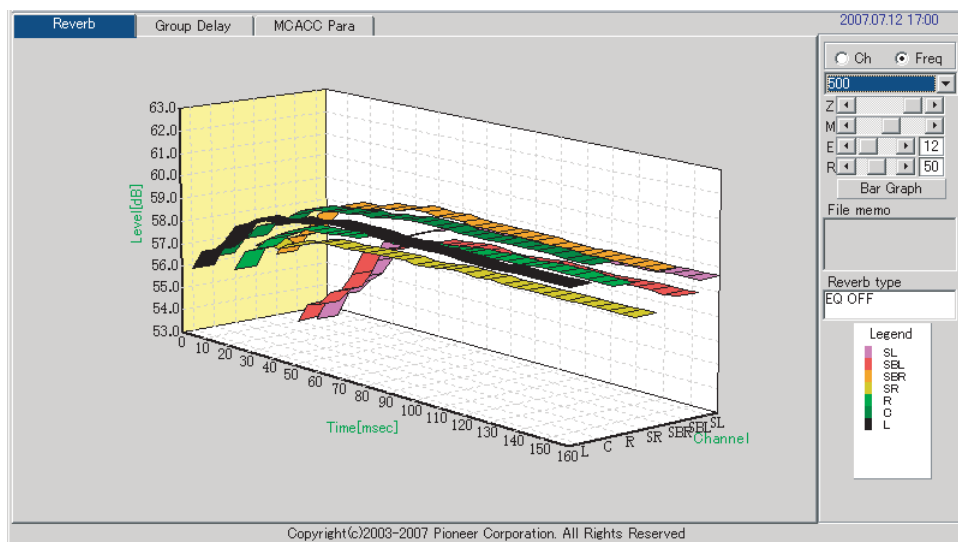 Reverb
Group Delay
MCACC Para
2007.07.12 17:00
Ch
Freq
500
Z
M
E
12
R
50
Bar Graph
File memo
Reverb type
EQ OFF
Legend
SL
SBL
SBR
SR
R
C
L
Level[dB]
63.0
62.0
61.0
60.0
59.0
58.0
57.0
56.0
55.0
54.0
53.0
0
10
20
30
40
50
60
70
80
90
100
110
120
130
140
150
160
Time[msec]
L
C
R
SR
SBR
SBL
SL
Channel
Copyright(c)2003-2007 Pioneer Corporation. All Rights Reserved